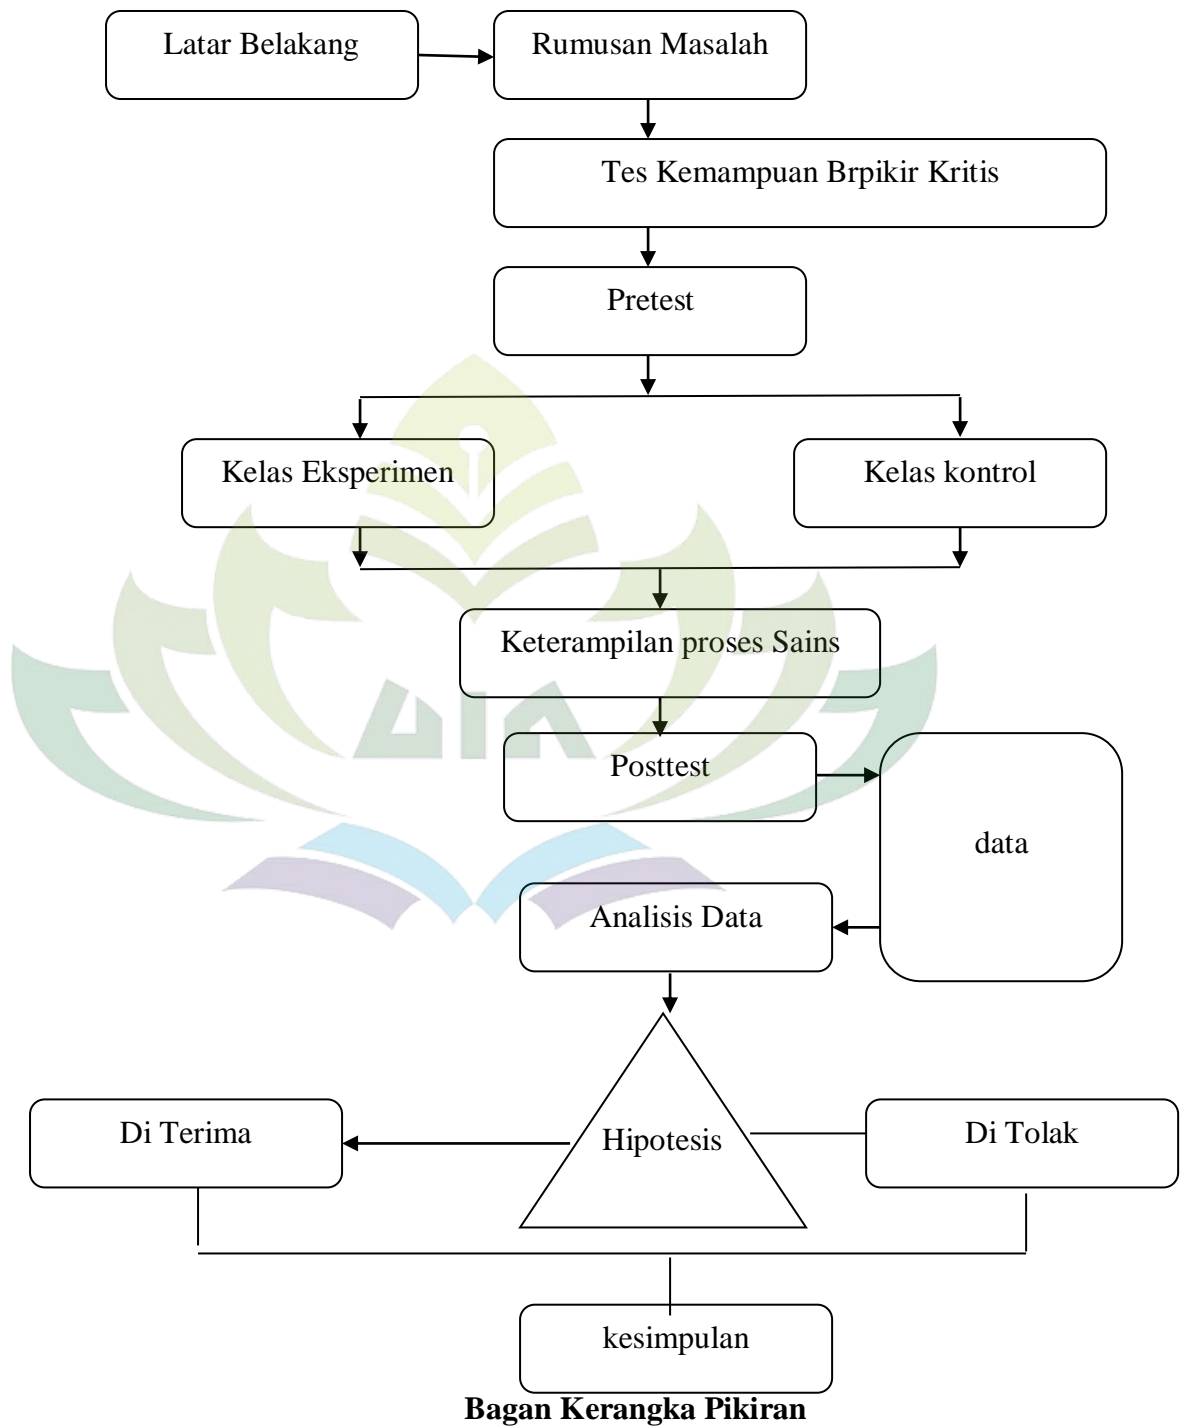 Latar Belakang
Rumusan Masalah
Tes Kemampuan Brpikir Kritis
Pretest
Kelas Eksperimen
Kelas kontrol
Keterampilan proses Sains
Posttest
data
Analisis Data
Hipotesis
Di Terima
Di Tolak
kesimpulan
Bagan Kerangka Pikiran